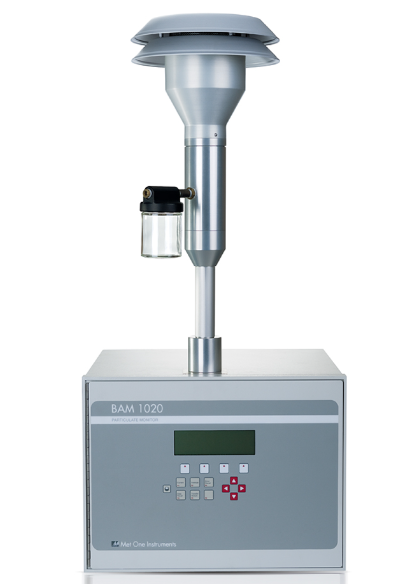 BAM 1020
PARTICULATE MONITOR
Met One Instruments